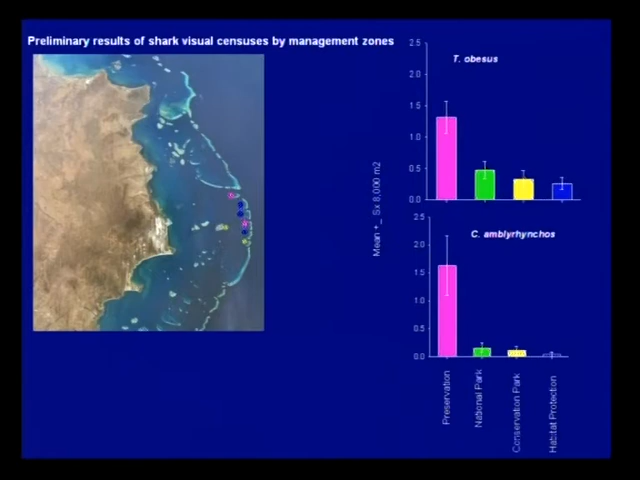 Preliminary results of shark visual censuses by management zones
2.5
T. obesus
2.0
1.5
1.0
0.5
0.0
Mean +_ Sx 8,000 m2
2.5
C. amblyrhynchos
2.0
1.5
1.0
0.5
0.0
Preservation
National Park
Conservation Park
Habitat Protection